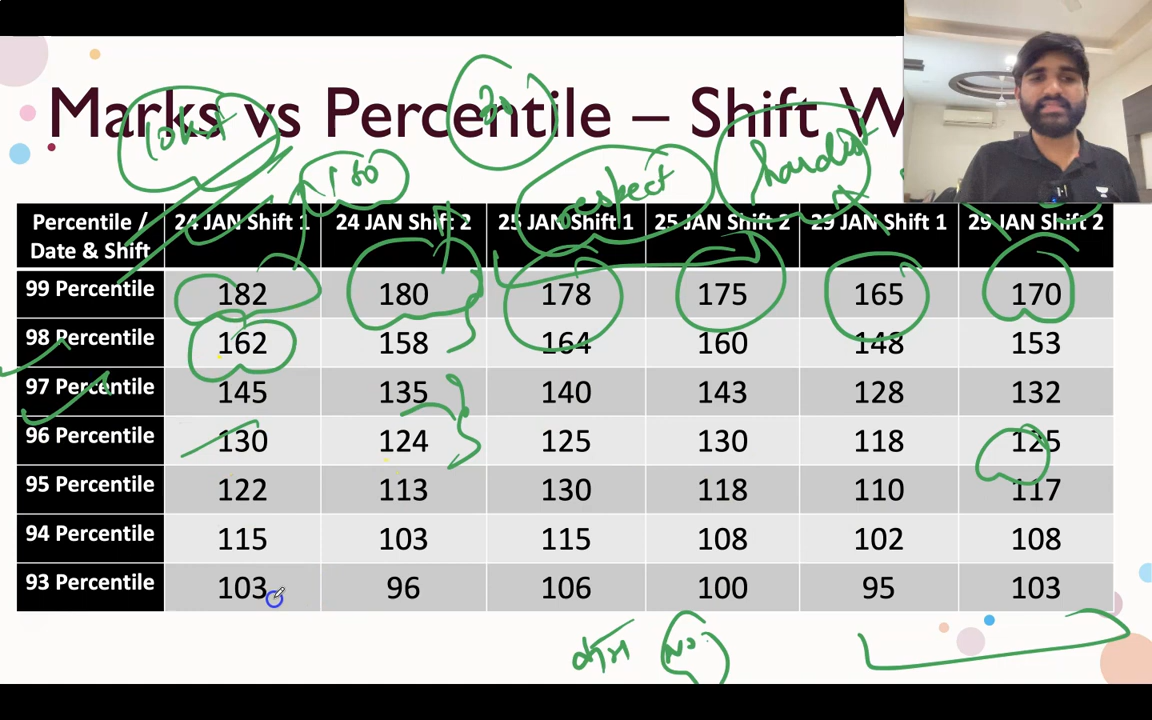 Marks vs Percentile – Shift W
180
hardest
Percentile / Date & Shift 24 JAN Shift 1 24 JAN Shift 2 25 JAN Shift 1 25 JAN Shift 2 29 JAN Shift 1 29 JAN Shift 2
99 Percentile 182 180 178 175 165 170
98 Percentile 162 158 164 160 148 153
97 Percentile 145 135 140 143 128 132
96 Percentile 130 124 125 130 118 125
95 Percentile 122 113 130 118 110 117
94 Percentile 115 103 115 108 102 108
93 Percentile 103 96 106 100 95 103